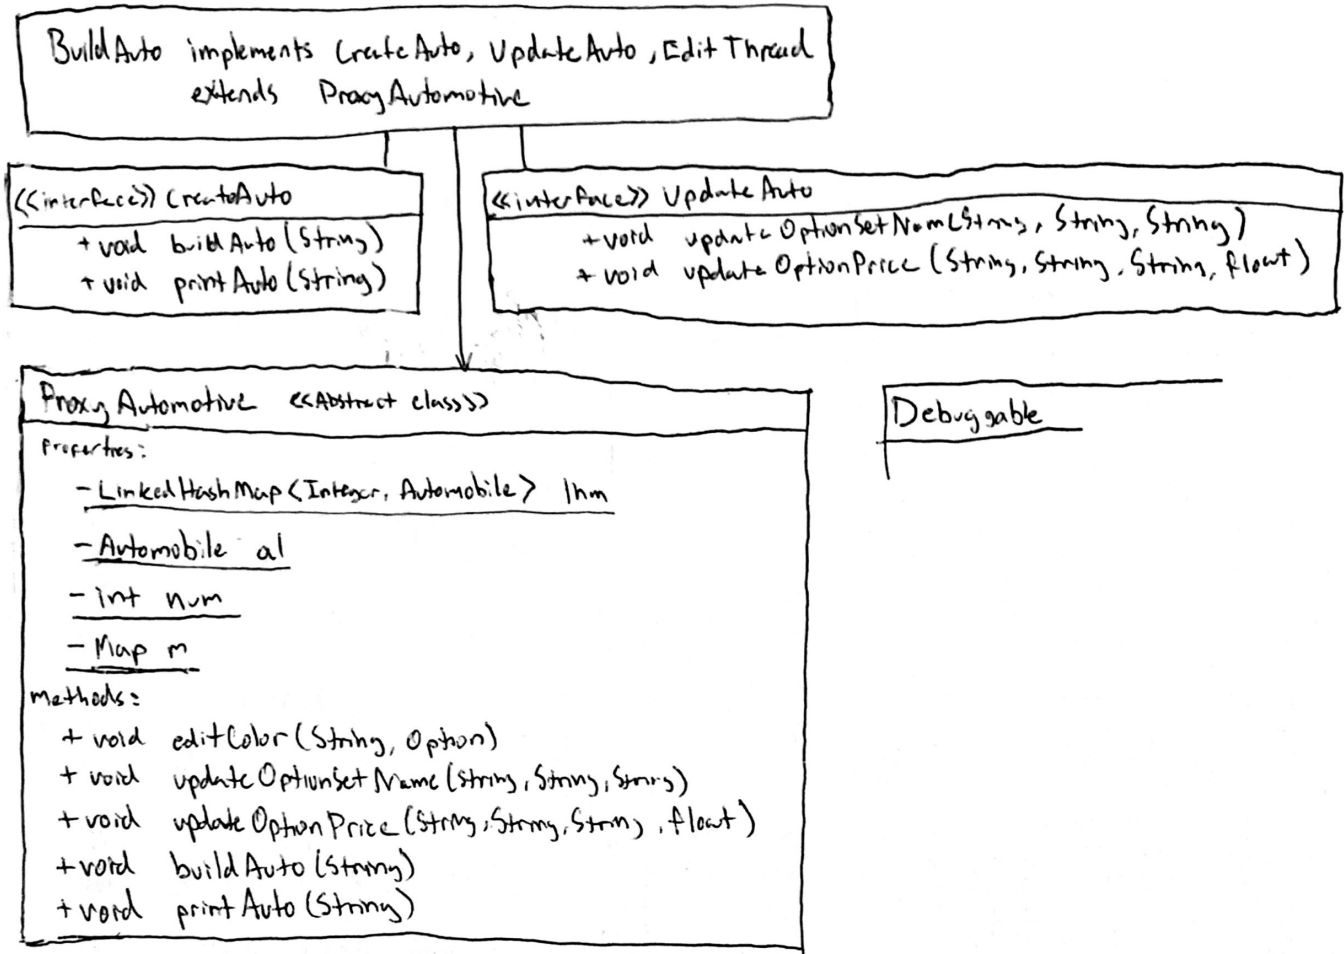 BuildAuto implements CreateAuto, UpdateAuto, EditThread
extends ProxyAutomotive
<<interface>> CreateAuto
+ void buildAuto(String)
+ void printAuto(String)
<<interface>> UpdateAuto
+ void updateOptionSetName(String, String, String)
+ void updateOptionPrice(String, String, String, float)
ProxyAutomotive <<Abstract class>>
Properties:
- LinkedHashMap<Integer, Automobile> lhm
- Automobile a1
- int num
- Map m
methods:
+ void editColor(String, Option)
+ void updateOptionSetName(String, String, String)
+ void updateOptionPrice(String, String, String, float)
+ void buildAuto(String)
+ void printAuto(String)
Debuggable